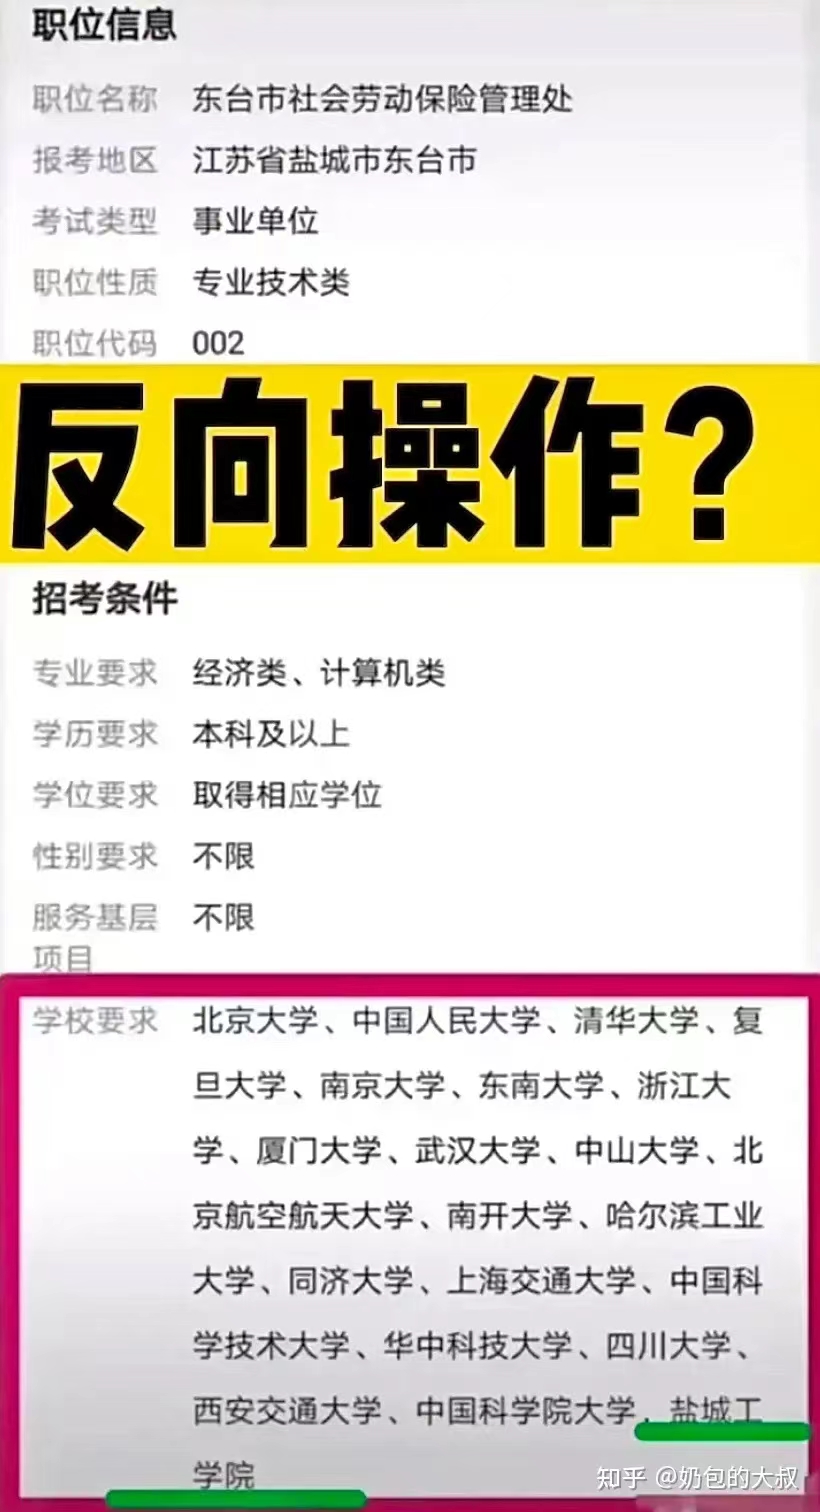 职位信息
职位名称 东台市社会劳动保险管理处
报考地区 江苏省盐城市东台市
考试类型 事业单位
职位性质 专业技术类
职位代码 002
反向操作?
招考条件
专业要求 经济类、计算机类
学历要求 本科及以上
学位要求 取得相应学位
性别要求 不限
服务基层 不限
项目
学校要求 北京大学、中国人民大学、清华大学、复
旦大学、南京大学、东南大学、浙江大
学、厦门大学、武汉大学、中山大学、北
京航空航天大学、南开大学、哈尔滨工业
大学、同济大学、上海交通大学、中国科
学技术大学、华中科技大学、四川大学、
西安交通大学、中国科学院大学、盐城工
学院
知乎 @奶包的大叔